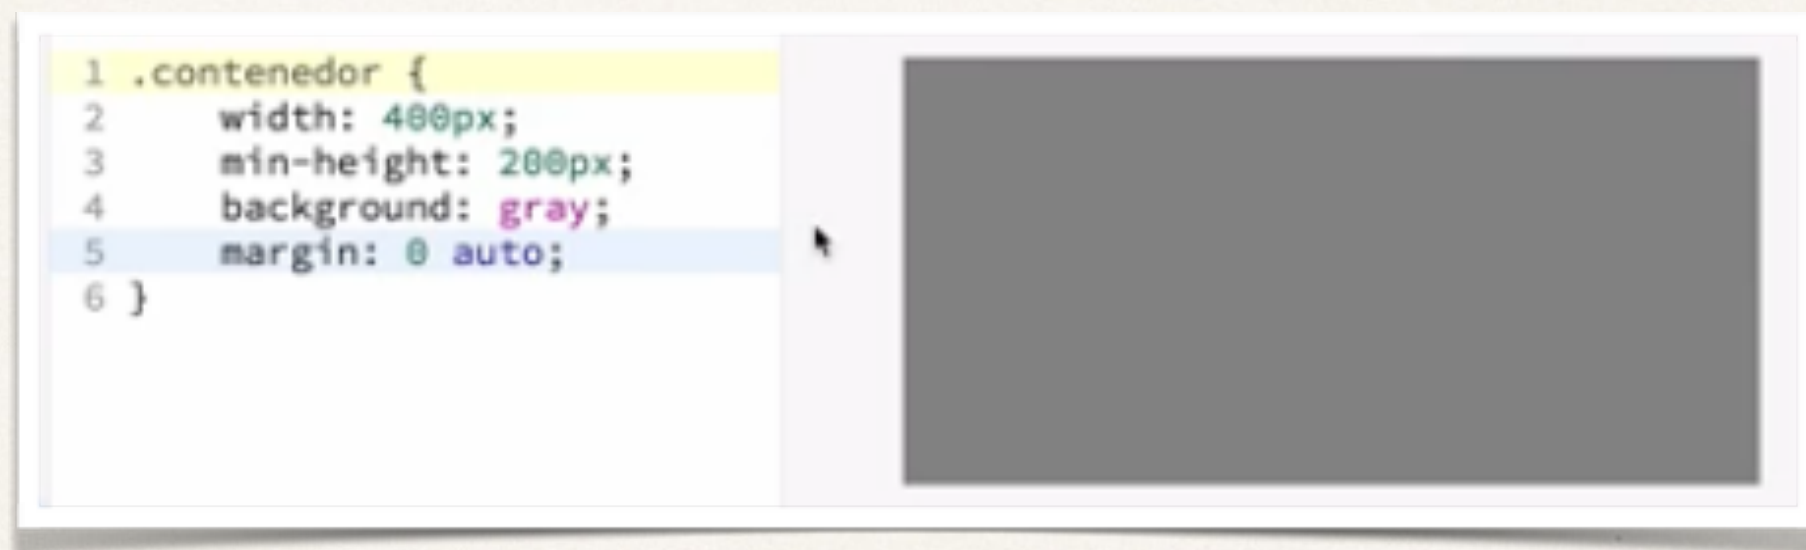 1 .contenedor {
2 width: 400px;
3 min-height: 200px;
4 background: gray;
5 margin: 0 auto;
6 }